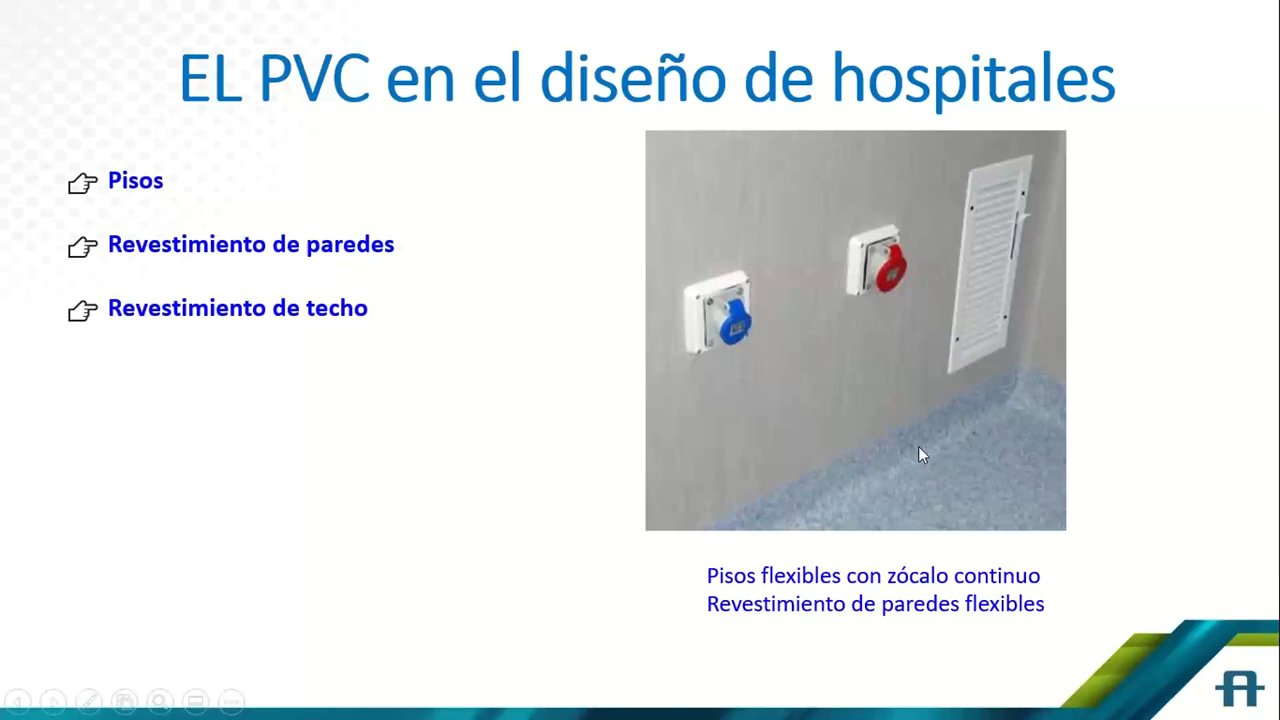 EL PVC en el diseño de hospitales
Pisos
Revestimiento de paredes
Revestimiento de techo
Pisos flexibles con zócalo continuo
Revestimiento de paredes flexibles